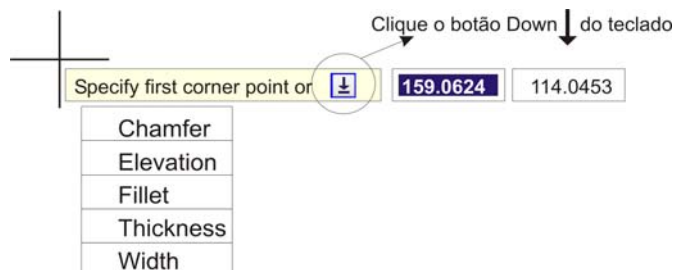 Clique o botão Down do teclado
Specify first corner point or 159.0624 114.0453
Chamfer
Elevation
Fillet
Thickness
Width